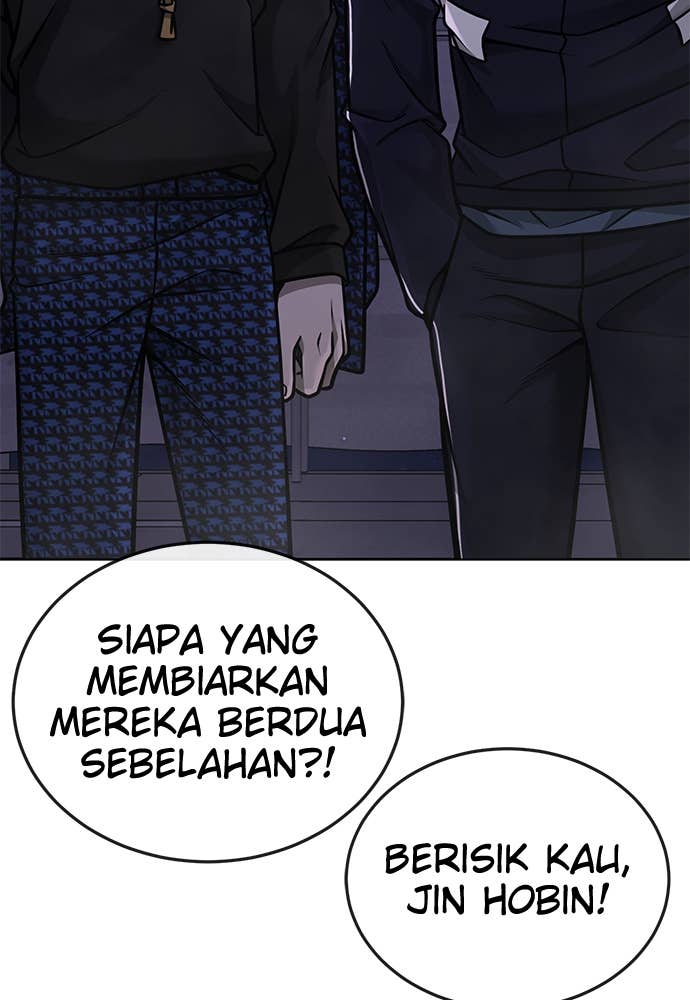 SIAPA YANG
MEMBIARKAN
MEREKA BERDUA
SEBELAHAN?!
BERISIK KAU,
JIN HOBIN!